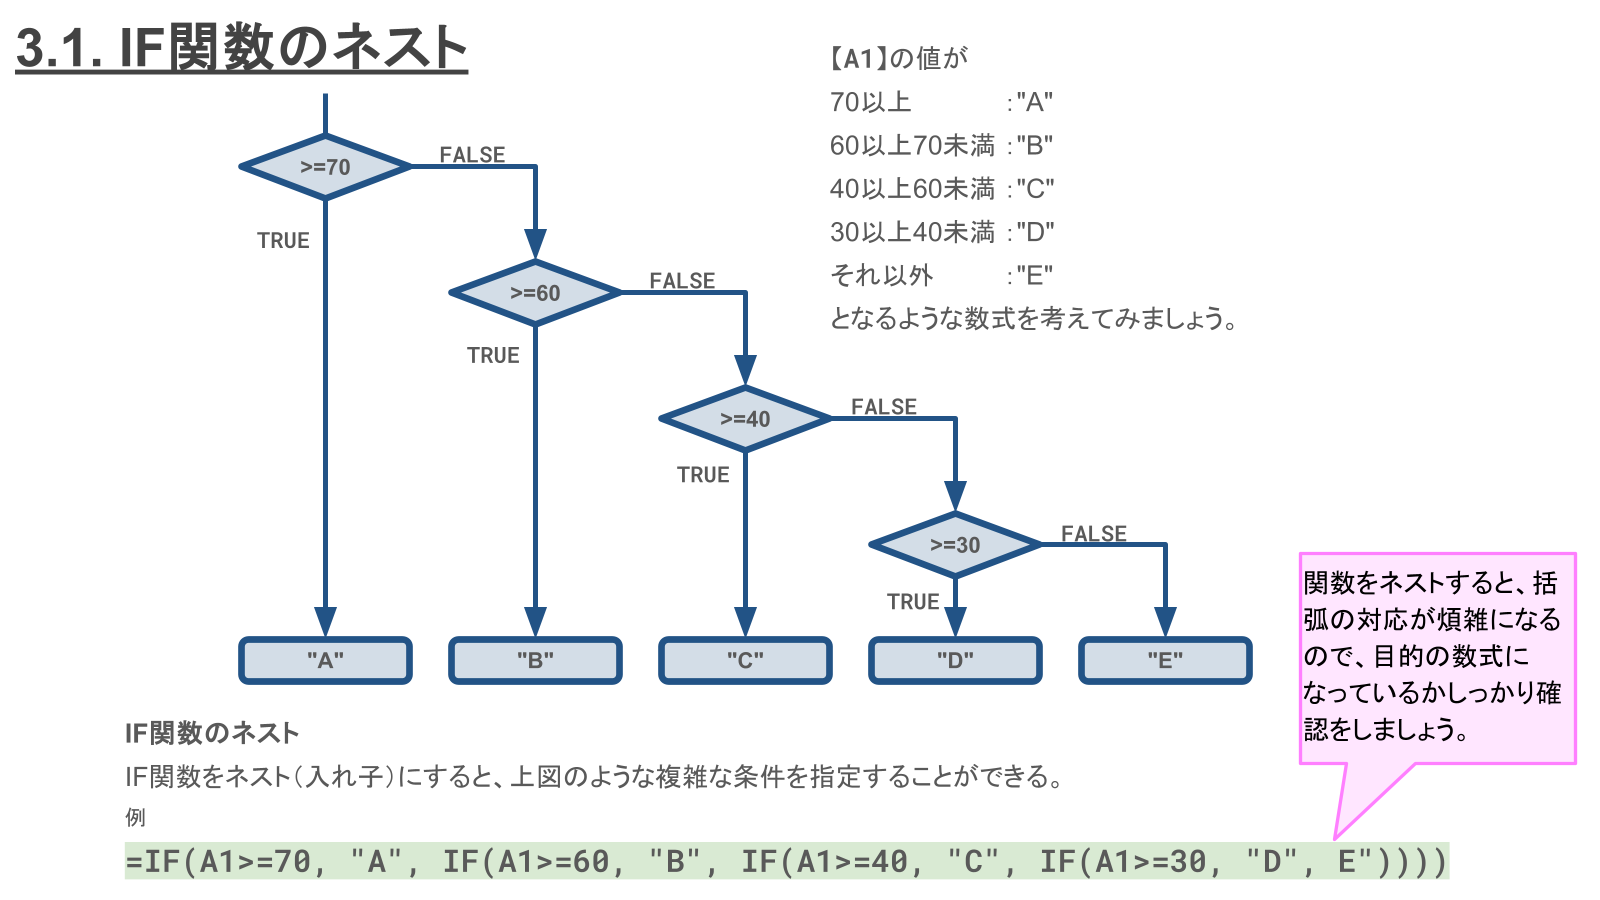 3.1. IF関数のネスト
【A1】の値が
70以上 :"A"
60以上70未満 :"B"
40以上60未満 :"C"
30以上40未満 :"D"
それ以外 :"E"
となるような数式を考えてみましょう。
>=70
FALSE
TRUE
>=60
FALSE
TRUE
>=40
FALSE
TRUE
>=30
FALSE
TRUE
"A"
"B"
"C"
"D"
"E"
関数をネストすると、括
弧の対応が煩雑になる
ので、目的の数式に
なっているかしっかり確
認をしましょう。
IF関数のネスト
IF関数をネスト（入れ子）にすると、上図のような複雑な条件を指定することができる。
例
=IF(A1>=70, "A", IF(A1>=60, "B", IF(A1>=40, "C", IF(A1>=30, "D", E"))))